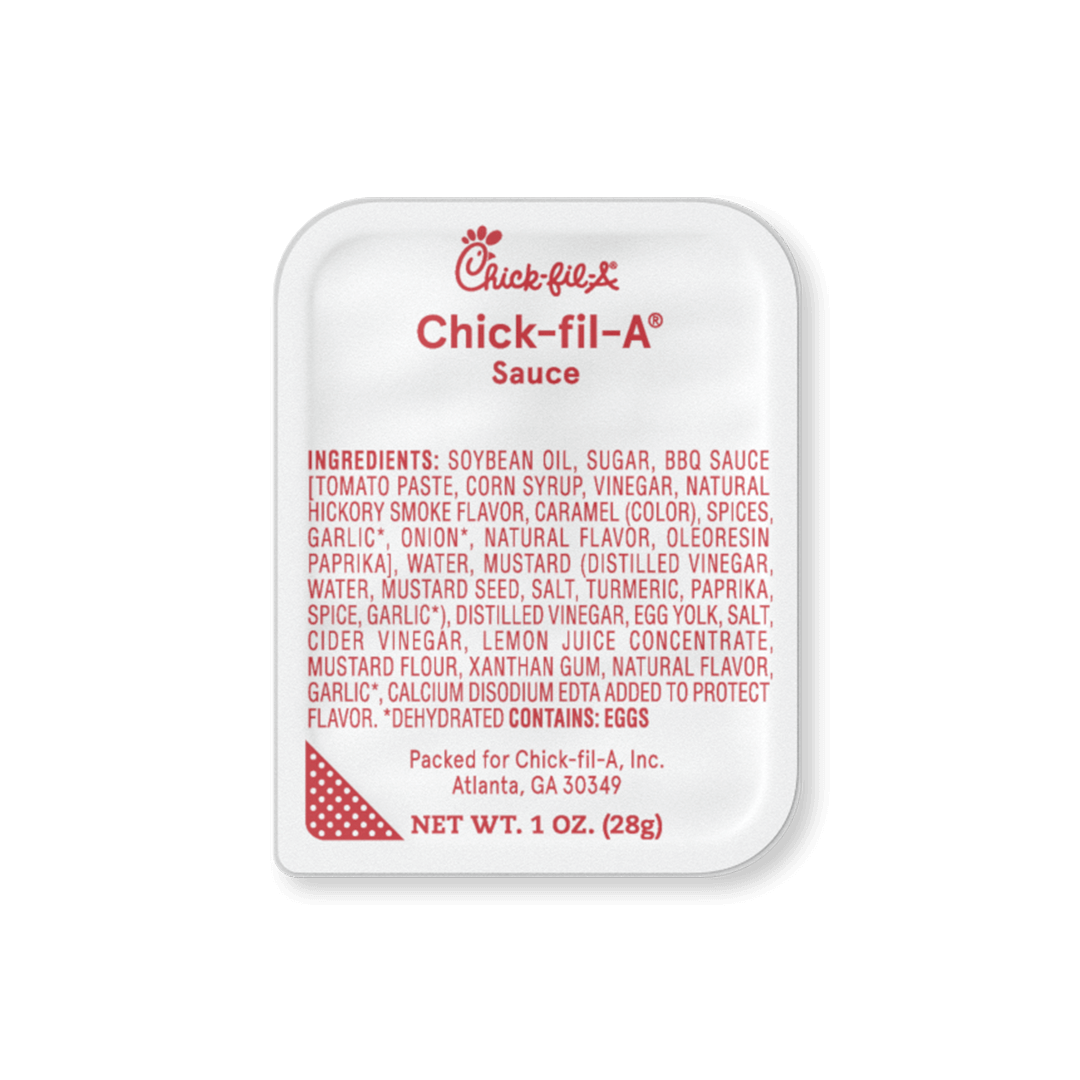 Chick-fil-A®
Chick-fil-A®
Sauce
INGREDIENTS: SOYBEAN OIL, SUGAR, BBQ SAUCE
[TOMATO PASTE, CORN SYRUP, VINEGAR, NATURAL
HICKORY SMOKE FLAVOR, CARAMEL (COLOR), SPICES,
GARLIC*, ONION*, NATURAL FLAVOR, OLEORESIN
PAPRIKA], WATER, MUSTARD (DISTILLED VINEGAR,
WATER, MUSTARD SEED, SALT, TURMERIC, PAPRIKA,
SPICE, GARLIC*), DISTILLED VINEGAR, EGG YOLK, SALT,
CIDER VINEGAR, LEMON JUICE CONCENTRATE,
MUSTARD FLOUR, XANTHAN GUM, NATURAL FLAVOR,
GARLIC*, CALCIUM DISODIUM EDTA ADDED TO PROTECT
FLAVOR. *DEHYDRATED CONTAINS: EGGS
Packed for Chick-fil-A, Inc.
Atlanta, GA 30349
NET WT. 1 OZ. (28g)